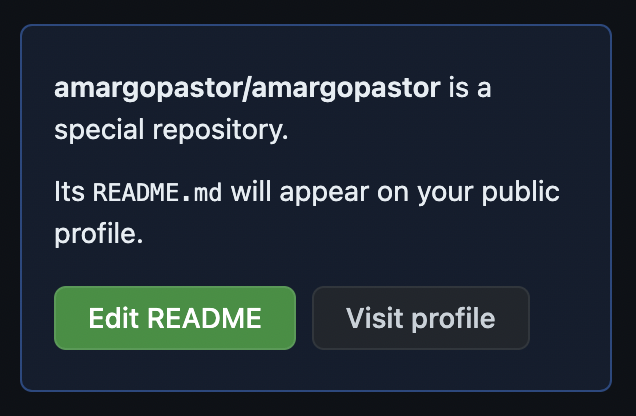 amargopastor/amargopastor is a
special repository.
Its README.md will appear on your public
profile.
Edit README
Visit profile